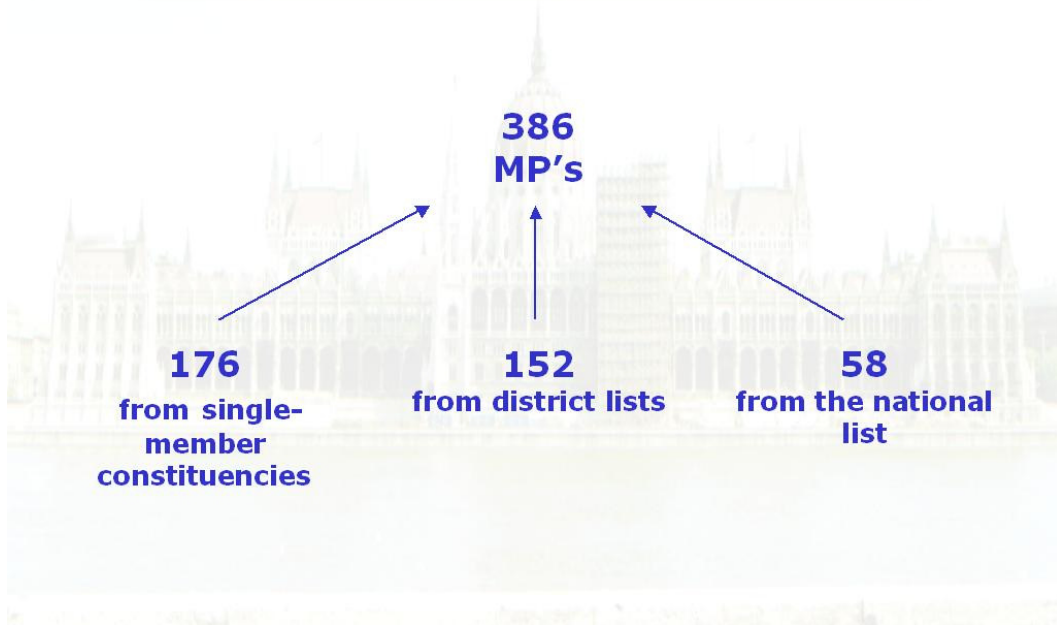 386
MP's
176
from single-
member
constituencies
152
from district lists
58
from the national
list